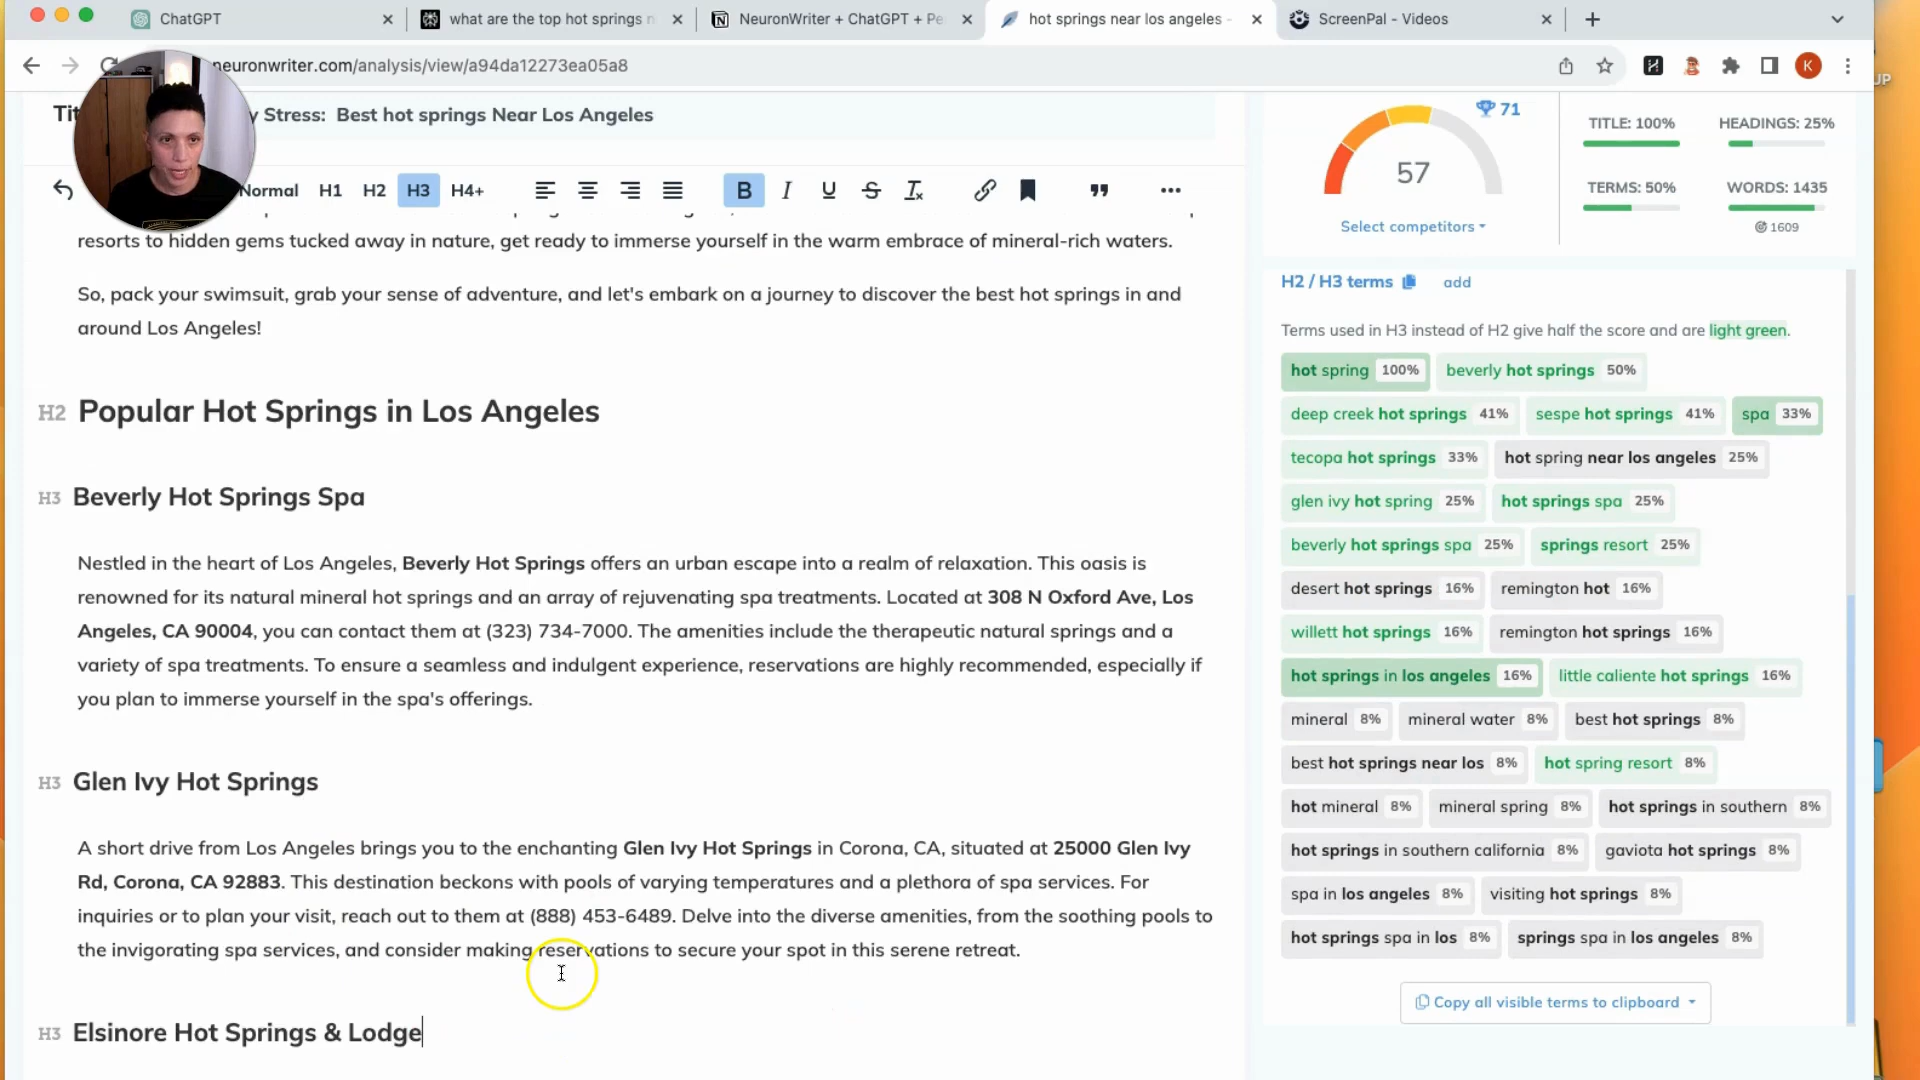 ChatGPT
what are the top hot springs n
NeuronWriter + ChatGPT + Pe
hot springs near los angeles -
ScreenPal - Videos
neuronwriter.com/analysis/view/a94da12273ea05a8
K
UP
Tit
y Stress: Best hot springs Near Los Angeles
Normal H1 H2 H3 H4+ B I U S
resorts to hidden gems tucked away in nature, get ready to immerse yourself in the warm embrace of mineral-rich waters.
So, pack your swimsuit, grab your sense of adventure, and let's embark on a journey to discover the best hot springs in and
around Los Angeles!
H2 Popular Hot Springs in Los Angeles
H3 Beverly Hot Springs Spa
Nestled in the heart of Los Angeles, Beverly Hot Springs offers an urban escape into a realm of relaxation. This oasis is
renowned for its natural mineral hot springs and an array of rejuvenating spa treatments. Located at 308 N Oxford Ave, Los
Angeles, CA 90004, you can contact them at (323) 734-7000. The amenities include the therapeutic natural springs and a
variety of spa treatments. To ensure a seamless and indulgent experience, reservations are highly recommended, especially if
you plan to immerse yourself in the spa's offerings.
H3 Glen Ivy Hot Springs
A short drive from Los Angeles brings you to the enchanting Glen Ivy Hot Springs in Corona, CA, situated at 25000 Glen Ivy
Rd, Corona, CA 92883. This destination beckons with pools of varying temperatures and a plethora of spa services. For
inquiries or to plan your visit, reach out to them at (888) 453-6489. Delve into the diverse amenities, from the soothing pools to
the invigorating spa services, and consider making reservations to secure your spot in this serene retreat.
H3 Elsinore Hot Springs & Lodge
71
57
Select competitors
TITLE: 100% HEADINGS: 25%
TERMS: 50% WORDS: 1435
1609
H2 / H3 terms add
Terms used in H3 instead of H2 give half the score and are light green.
hot spring 100% beverly hot springs 50%
deep creek hot springs 41% sespe hot springs 41% spa 33%
tecopa hot springs 33% hot spring near los angeles 25%
glen ivy hot spring 25% hot springs spa 25%
beverly hot springs spa 25% springs resort 25%
desert hot springs 16% remington hot 16%
willett hot springs 16% remington hot springs 16%
hot springs in los angeles 16% little caliente hot springs 16%
mineral 8% mineral water 8% best hot springs 8%
best hot springs near los 8% hot spring resort 8%
hot mineral 8% mineral spring 8% hot springs in southern 8%
hot springs in southern california 8% gaviota hot springs 8%
spa in los angeles 8% visiting hot springs 8%
hot springs spa in los 8% springs spa in los angeles 8%
Copy all visible terms to clipboard